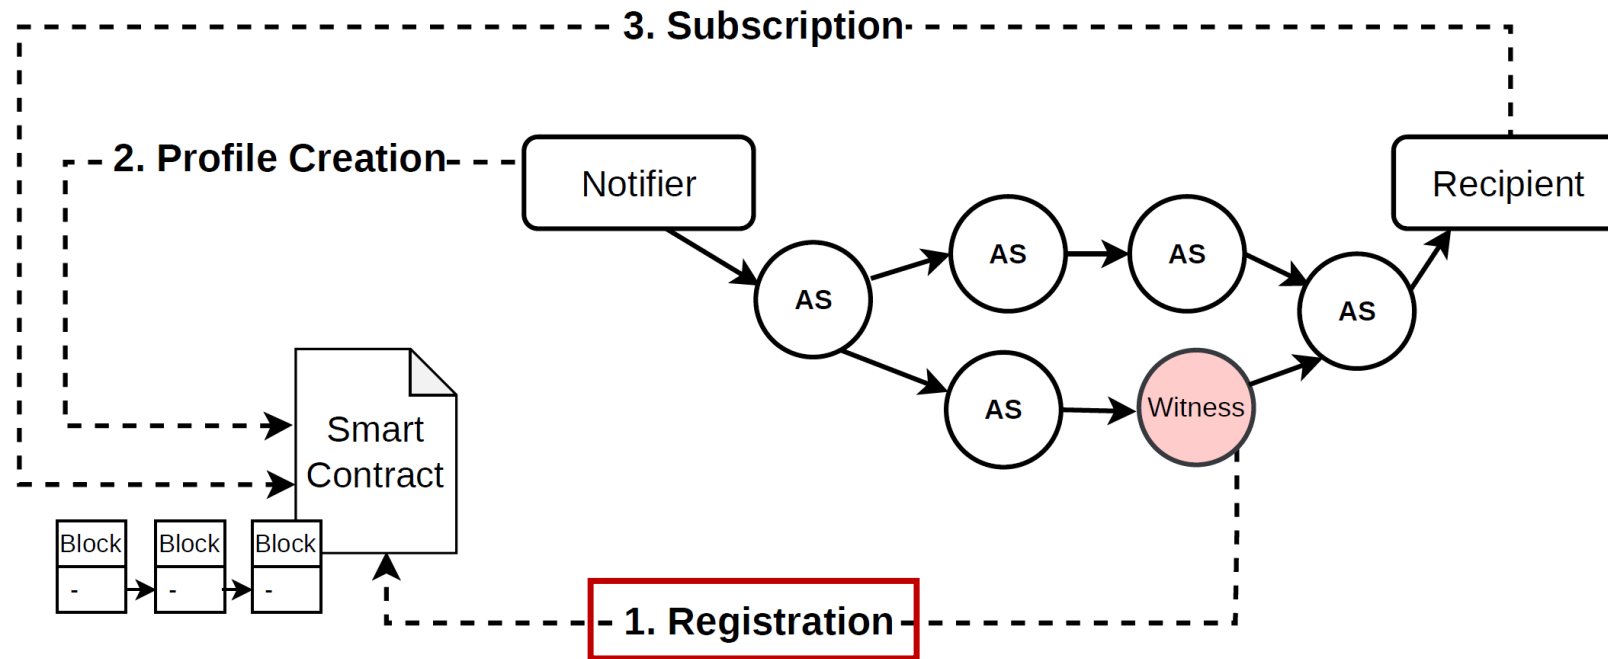 3. Subscription
2. Profile Creation
Notifier
Recipient
AS
AS
AS
AS
AS
Witness
Smart
Contract
Block
Block
Block
-
-
-
1. Registration